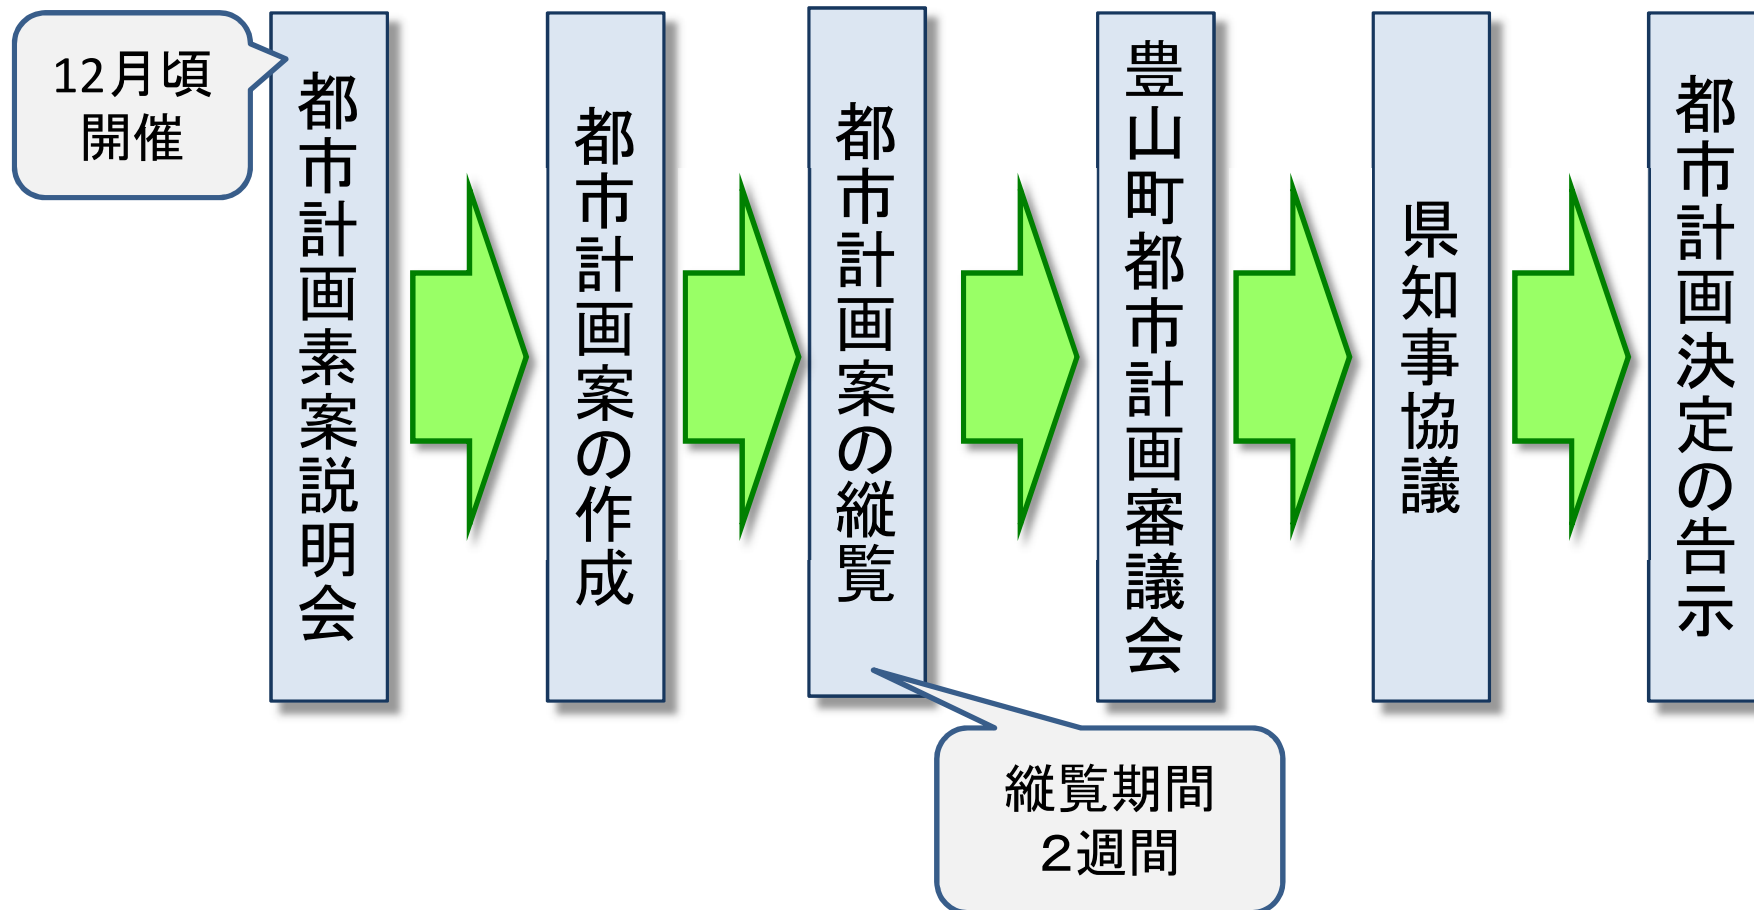 12月頃
開催
都市計画素案説明会
都市計画案の作成
都市計画案の縦覧
豊山町都市計画審議会
県知事協議
都市計画決定の告示
縦覧期間
２週間